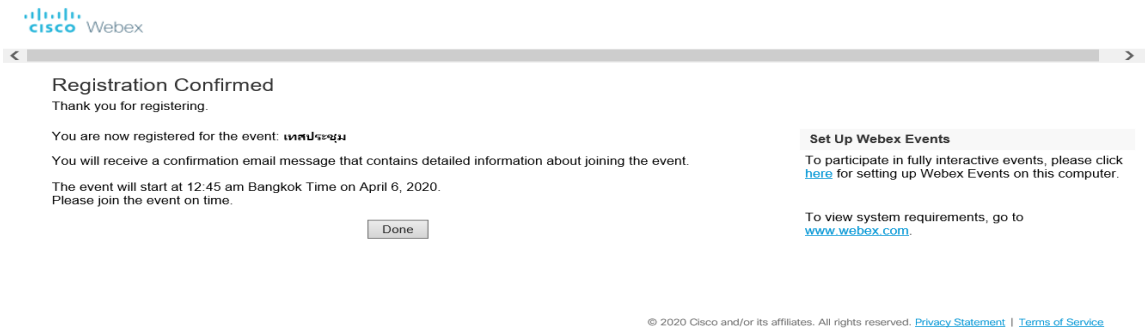 CISCO Webex
Registration Confirmed
Thank you for registering.
You are now registered for the event: เทสประชุม
You will receive a confirmation email message that contains detailed information about joining the event.
The event will start at 12:45 am Bangkok Time on April 6, 2020.
Please join the event on time.
Done
Set Up Webex Events
To participate in fully interactive events, please click
here for setting up Webex Events on this computer.
To view system requirements, go to
www.webex.com.
© 2020 Cisco and/or its affiliates. All rights reserved. Privacy Statement | Terms of Service